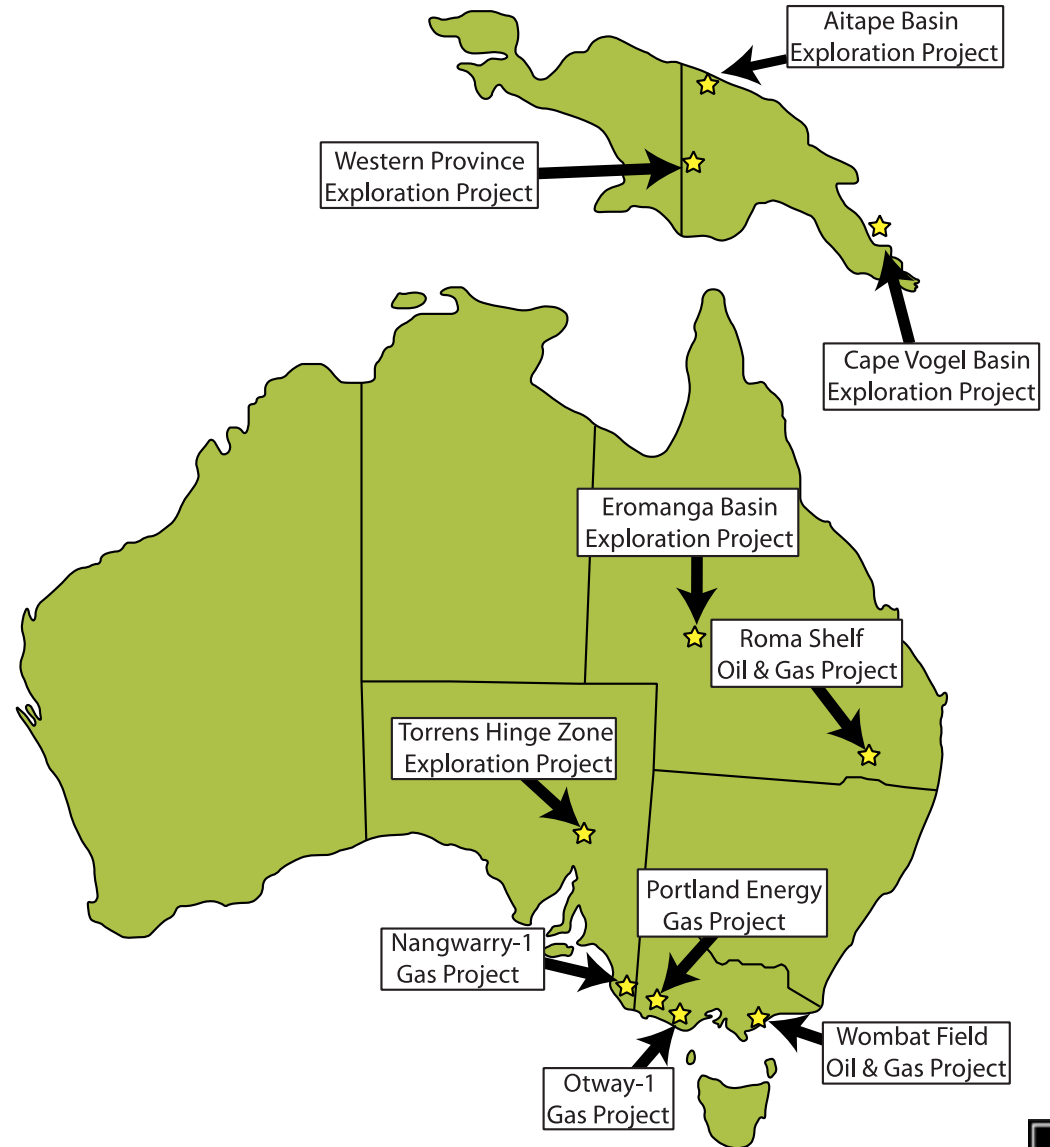 Aitape Basin
Exploration Project
Western Province
Exploration Project
Cape Vogel Basin
Exploration Project
Eromanga Basin
Exploration Project
Roma Shelf
Oil & Gas Project
Torrens Hinge Zone
Exploration Project
Portland Energy
Gas Project
Nangwarry-1
Gas Project
Wombat Field
Oil & Gas Project
Otway-1
Gas Project